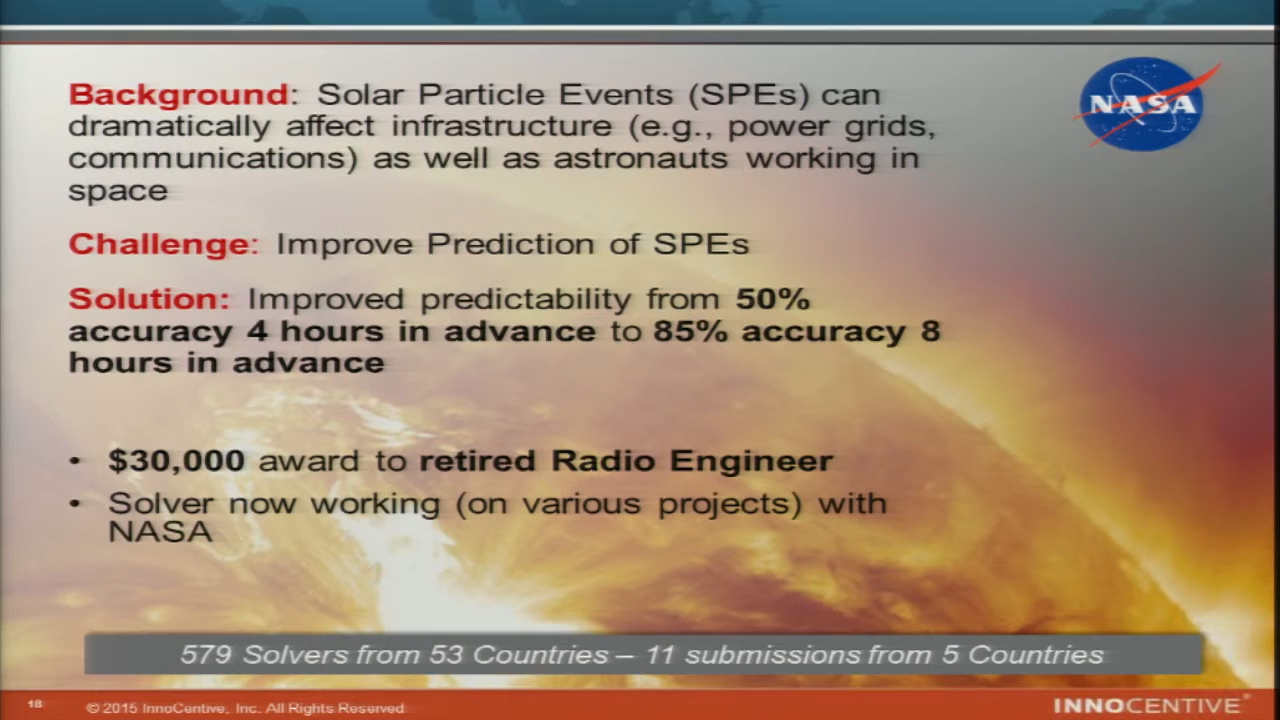 Background: Solar Particle Events (SPEs) can
dramatically affect infrastructure (e.g., power grids,
communications) as well as astronauts working in
space
NASA
Challenge: Improve Prediction of SPEs
Solution: Improved predictability from 50%
accuracy 4 hours in advance to 85% accuracy 8
hours in advance
• $30,000 award to retired Radio Engineer
• Solver now working (on various projects) with
NASA
579 Solvers from 53 Countries – 11 submissions from 5 Countries
18 © 2015 InnoCentive, Inc. All Rights Reserved INNOCENTIVE®